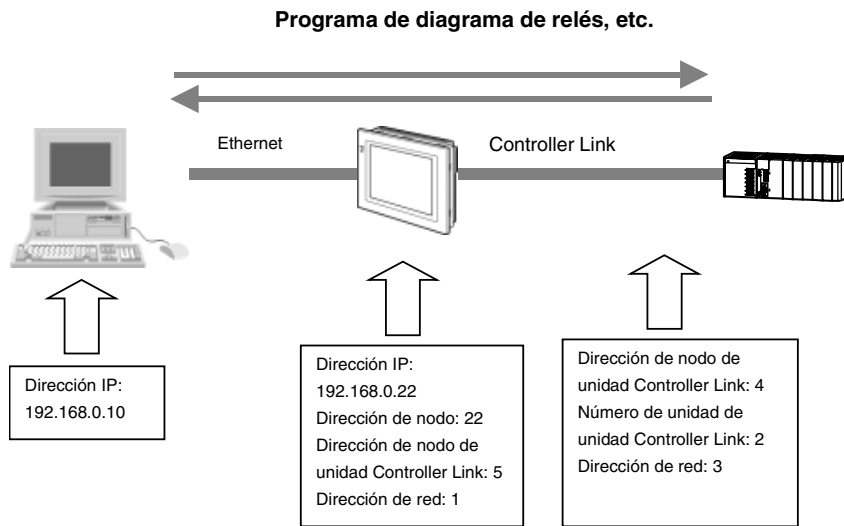 Programa de diagrama de relés, etc.
Ethernet
Controller Link
Dirección IP:
192.168.0.10
Dirección IP:
192.168.0.22
Dirección de nodo: 22
Dirección de nodo de
unidad Controller Link: 5
Dirección de red: 1
Dirección de nodo de
unidad Controller Link: 4
Número de unidad de
unidad Controller Link: 2
Dirección de red: 3